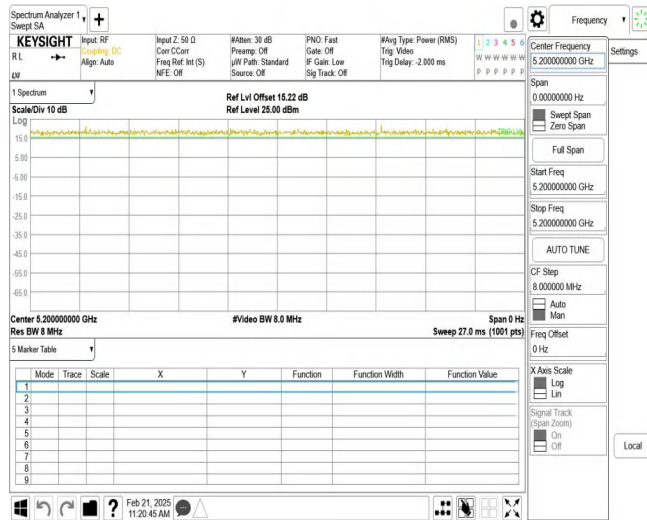 Spectrum Analyzer 1
Swept SA
Frequency
KEYSIGHT
R L
Input: RF
Coupling: DC
Align: Auto
Input Z: 50 Ω
Corr CCorr
Freq Ref: Int (S)
NFE: Off
#Atten: 30 dB
Preamp: Off
µW Path: Standard
Source: Off
PNO: Fast
Gate: Off
IF Gain: Low
Sig Track: Off
#Avg Type: Power (RMS)
Trig: Video
Trig Delay: -2.000 ms
1 2 3 4 5 6
W W W W W W
P P P P P P
1 Spectrum
Scale/Div 10 dB
Ref Lvl Offset 15.22 dB
Ref Level 25.00 dBm
Log
15.0
5.00
-5.00
-15.0
-25.0
-35.0
-45.0
-55.0
-65.0
Center 5.200000000 GHz
#Video BW 8.0 MHz
Span 0 Hz
Res BW 8 MHz
Sweep 27.0 ms (1001 pts)
5 Marker Table
Mode Trace Scale X Y Function Function Width Function Value
1
2
3
4
5
6
7
8
9
Feb 21, 2025
11:20:45 AM
Center Frequency
5.200000000 GHz
Settings
Span
0.00000000 Hz
Swept Span
Zero Span
Full Span
Start Freq
5.200000000 GHz
Stop Freq
5.200000000 GHz
AUTO TUNE
CF Step
8.000000 MHz
Auto
Man
Freq Offset
0 Hz
X Axis Scale
Log
Lin
Signal Track
(Span Zoom)
On
Off
Local